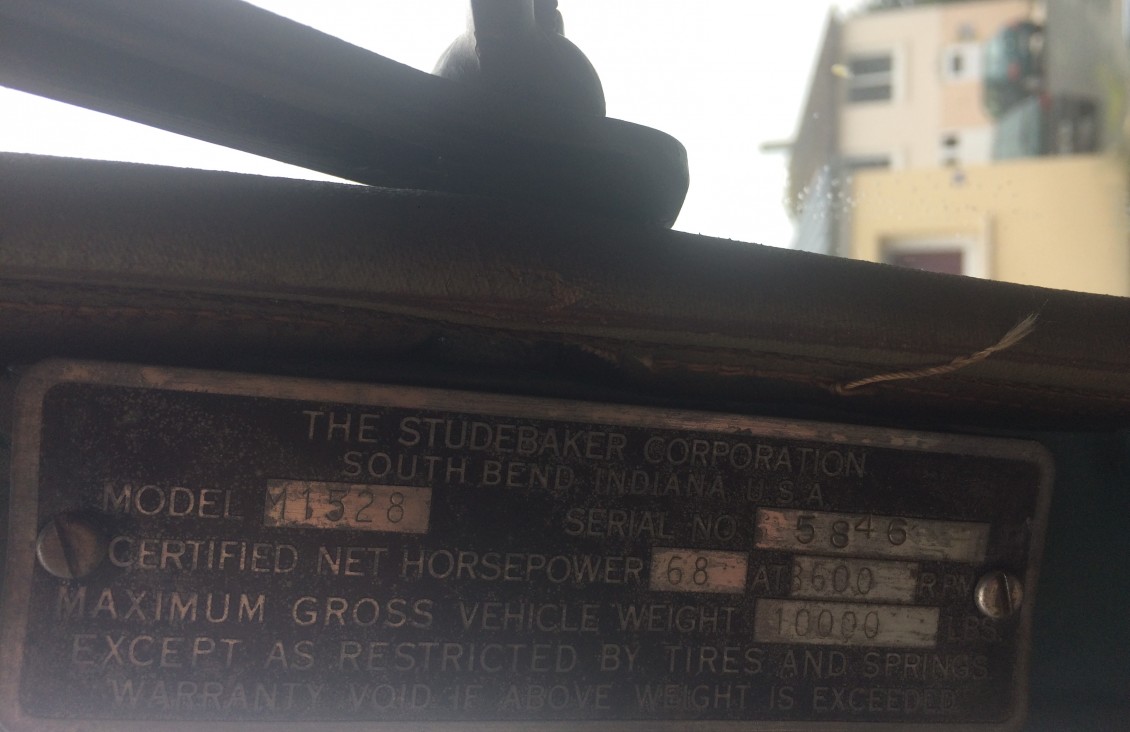 THE STUDEBAKER CORPORATION
SOUTH BEND, INDIANA U.S.A.
MODEL M1528
SERIAL NO 5846
CERTIFIED NET HORSEPOWER 68 AT 3600 RPM
MAXIMUM GROSS VEHICLE WEIGHT 10000 LBS.
EXCEPT AS RESTRICTED BY TIRES AND SPRINGS
WARRANTY VOID IF ABOVE WEIGHT IS EXCEEDED